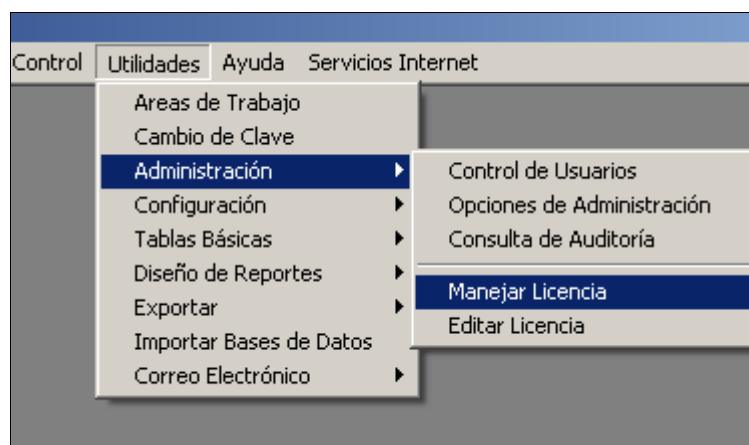 Control Utilidades Ayuda Servicios Internet
Areas de Trabajo
Cambio de Clave
Administración
Configuración
Tablas Básicas
Diseño de Reportes
Exportar
Importar Bases de Datos
Correo Electrónico
Control de Usuarios
Opciones de Administración
Consulta de Auditoría
Manejar Licencia
Editar Licencia